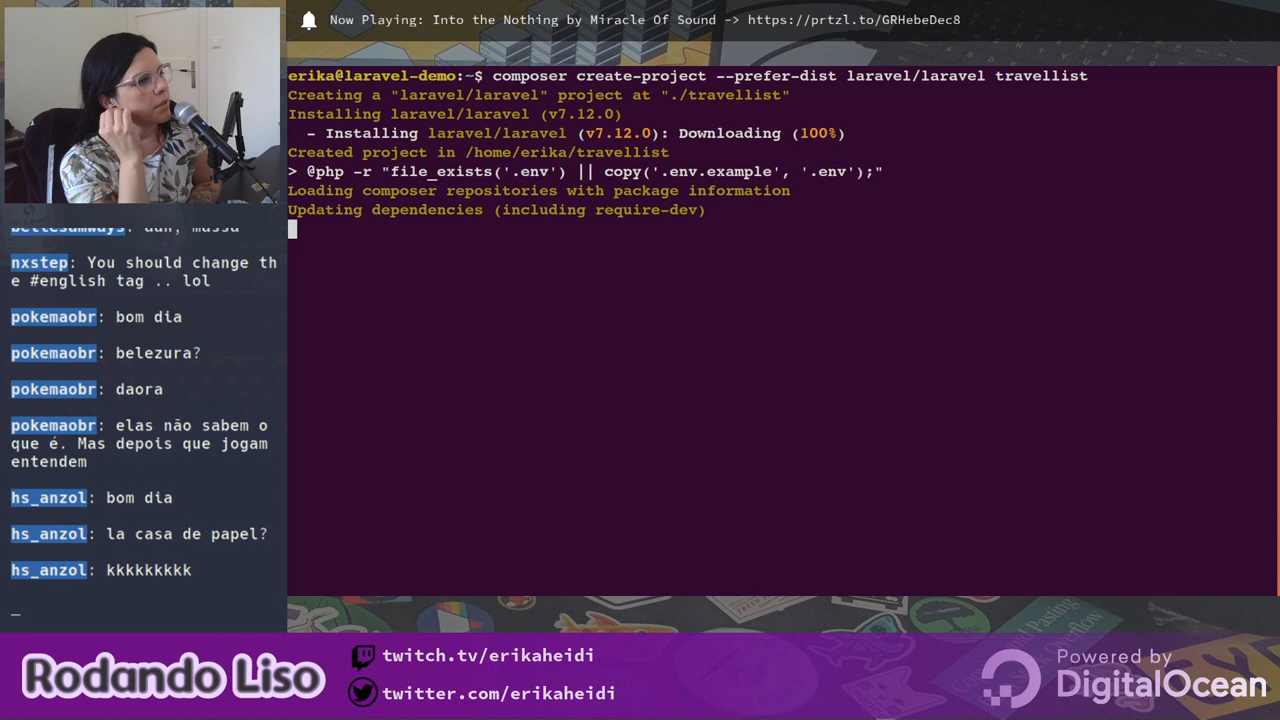 Now Playing: Into the Nothing by Miracle Of Sound -> https://prtzl.to/GRHebeDec8
erika@laravel-demo:~$ composer create-project --prefer-dist laravel/laravel travellist
Creating a "laravel/laravel" project at "./travellist"
Installing laravel/laravel (v7.12.0)
- Installing laravel/laravel (v7.12.0): Downloading (100%)
Created project in /home/erika/travellist
> @php -r "file_exists('.env') || copy('.env.example', '.env');"
Loading composer repositories with package information
Updating dependencies (including require-dev)
nxstep: You should change th
e #english tag .. lol
pokemaobr: bom dia
pokemaobr: belezura?
pokemaobr: daora
pokemaobr: elas não sabem o
que é. Mas depois que jogam
entendem
hs_anzol: bom dia
hs_anzol: la casa de papel?
hs_anzol: kkkkkkkkk
_
Rodando Liso
twitch.tv/erikaheidi
twitter.com/erikaheidi
Powered by
DigitalOcean